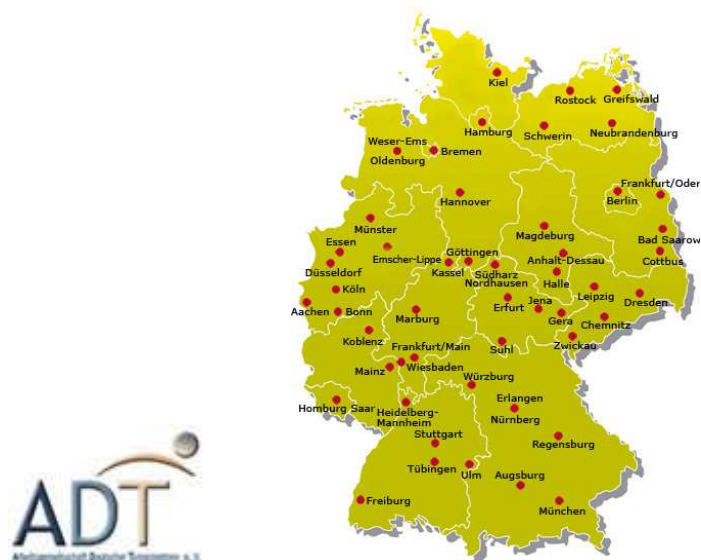 Kiel
Rostock
Greifswald
Hamburg
Schwerin
Neubrandenburg
Weser-Ems
Oldenburg
Bremen
Frankfurt/Oder
Berlin
Hannover
Münster
Magdeburg
Bad Saarow
Essen
Emscher-Lippe
Göttingen
Anhalt-Dessau
Cottbus
Düsseldorf
Kassel
Südharz
Nordhausen
Halle
Köln
Leipzig
Dresden
Aachen
Bonn
Marburg
Erfurt
Jena
Gera
Chemnitz
Koblenz
Suhl
Zwickau
Frankfurt/Main
Mainz
Wiesbaden
Würzburg
Homburg Saar
Heidelberg-
Mannheim
Erlangen
Nürnberg
Stuttgart
Regensburg
Tübingen
Ulm
Augsburg
Freiburg
München
ADT
Arbeitsgemeinschaft Deutscher Tumorzentren e. V.